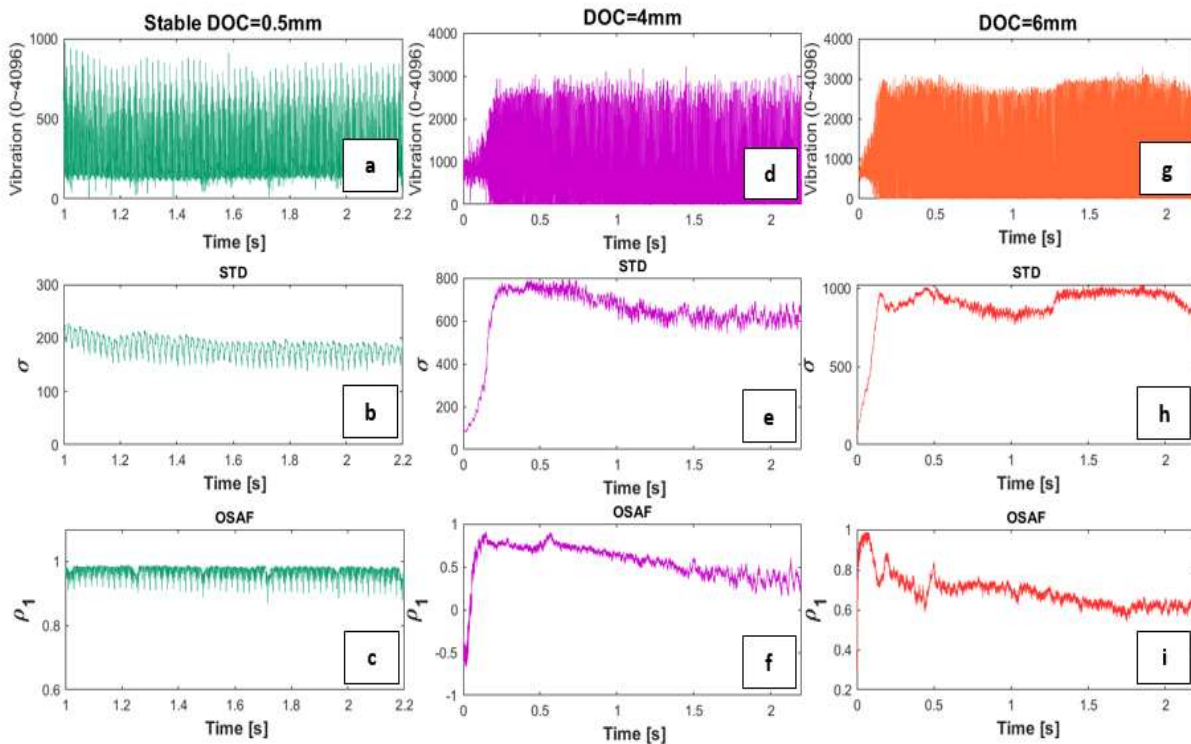 Stable DOC=0.5mm
Vibration (0~4096)
1000
500
0
1 1.2 1.4 1.6 1.8 2 2.2
Time [s]
a
DOC=4mm
Vibration (0~4096)
4000
3000
2000
1000
0
0 0.5 1 1.5 2
Time [s]
d
DOC=6mm
Vibration (0~4096)
4000
3000
2000
1000
0
0 0.5 1 1.5 2
Time [s]
g
STD
σ
300
200
100
0
1 1.2 1.4 1.6 1.8 2 2.2
Time [s]
b
STD
σ
800
600
400
200
0
0 0.5 1 1.5 2
Time [s]
e
STD
σ
1000
500
0
0 0.5 1 1.5 2
Time [s]
h
OSAF
ρ1
1
0.8
0.6
1 1.2 1.4 1.6 1.8 2 2.2
Time [s]
c
OSAF
ρ1
1
0.5
0
-0.5
-1
0 0.5 1 1.5 2
Time [s]
f
OSAF
ρ1
1
0.8
0.6
0.4
0.2
0 0.5 1 1.5 2
Time [s]
i